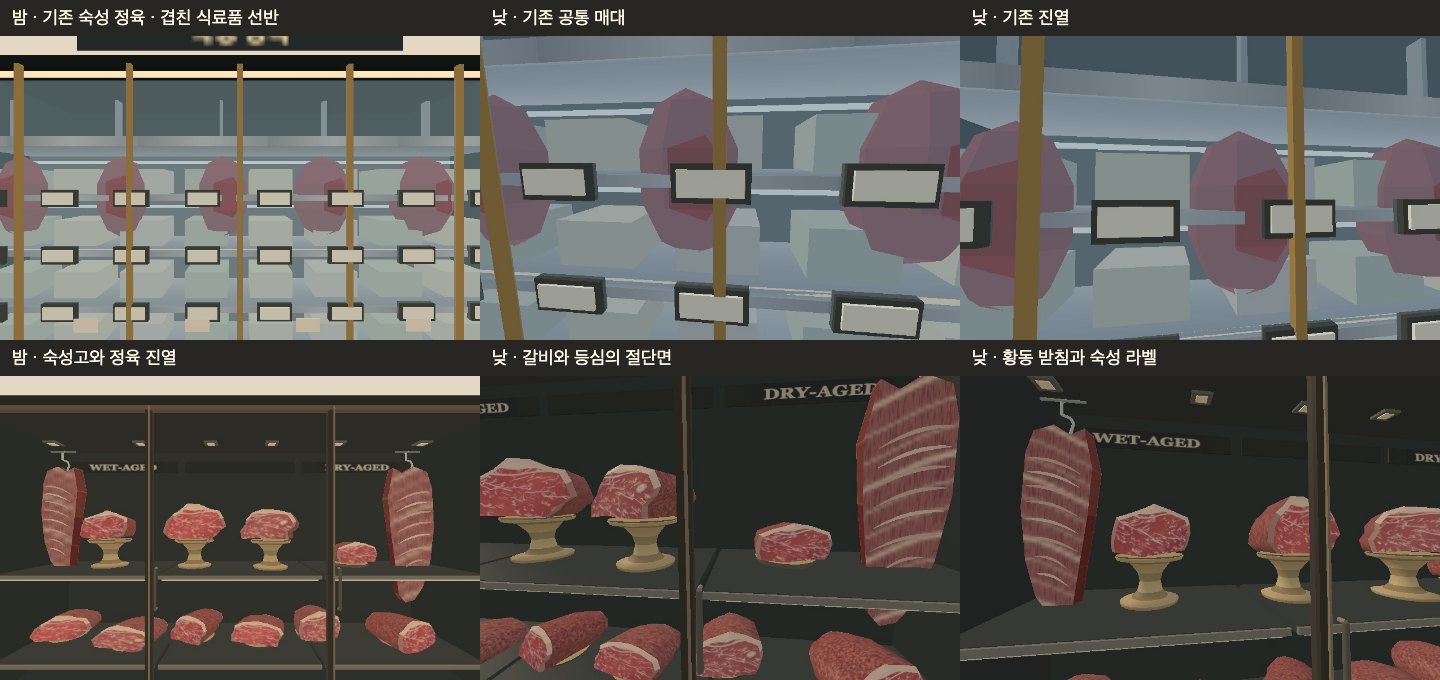 밤 · 기존 숙성 정육 · 겹친 식료품 선반
낮 · 기존 공통 매대
낮 · 기존 진열
밤 · 숙성고와 정육 진열
낮 · 갈비와 등심의 절단면
낮 · 황동 받침과 숙성 라벨
WET-AGED
DRY-AGED
GED
DRY-AGED
WET-AGED
DRY